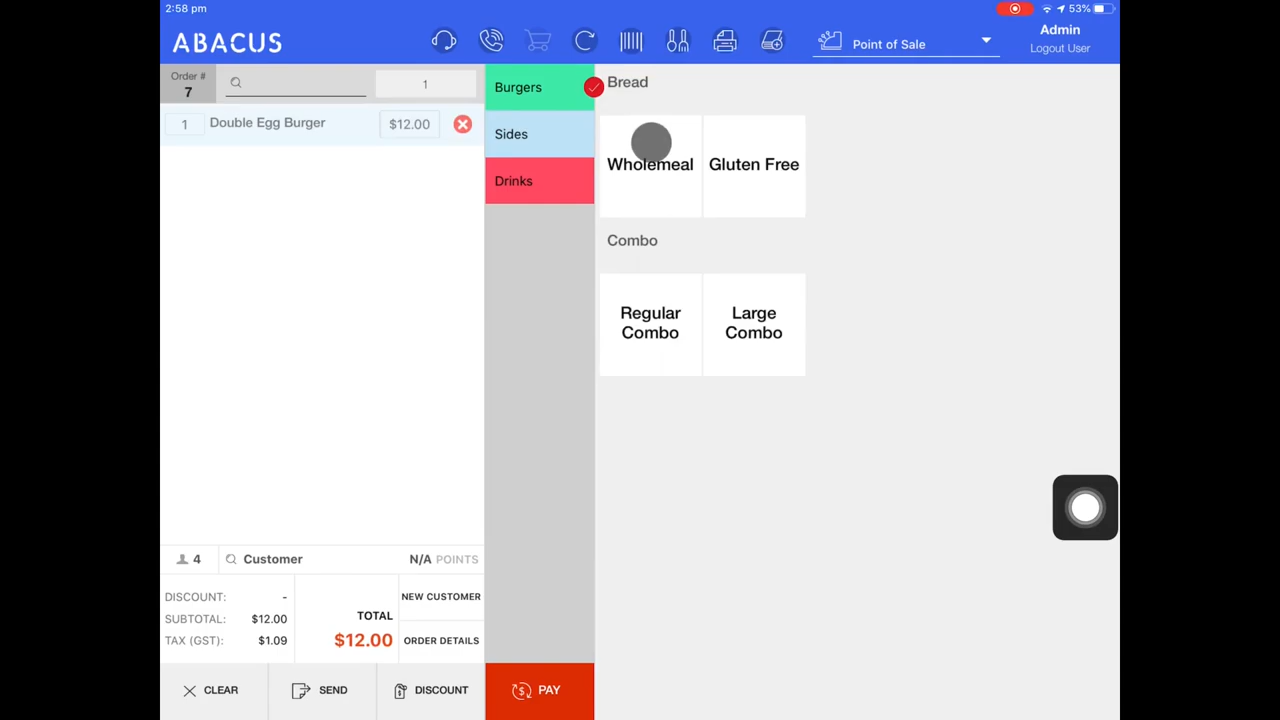 2:58 pm
53%
ABACUS
Point of Sale
Admin
Logout User
Order #
7
1
1
Double Egg Burger
$12.00
Burgers
Sides
Drinks
Bread
Wholemeal
Gluten Free
Combo
Regular
Combo
Large
Combo
4
Customer
N/A POINTS
DISCOUNT:
-
SUBTOTAL:
$12.00
TAX (GST):
$1.09
TOTAL
$12.00
NEW CUSTOMER
ORDER DETAILS
CLEAR
SEND
DISCOUNT
PAY